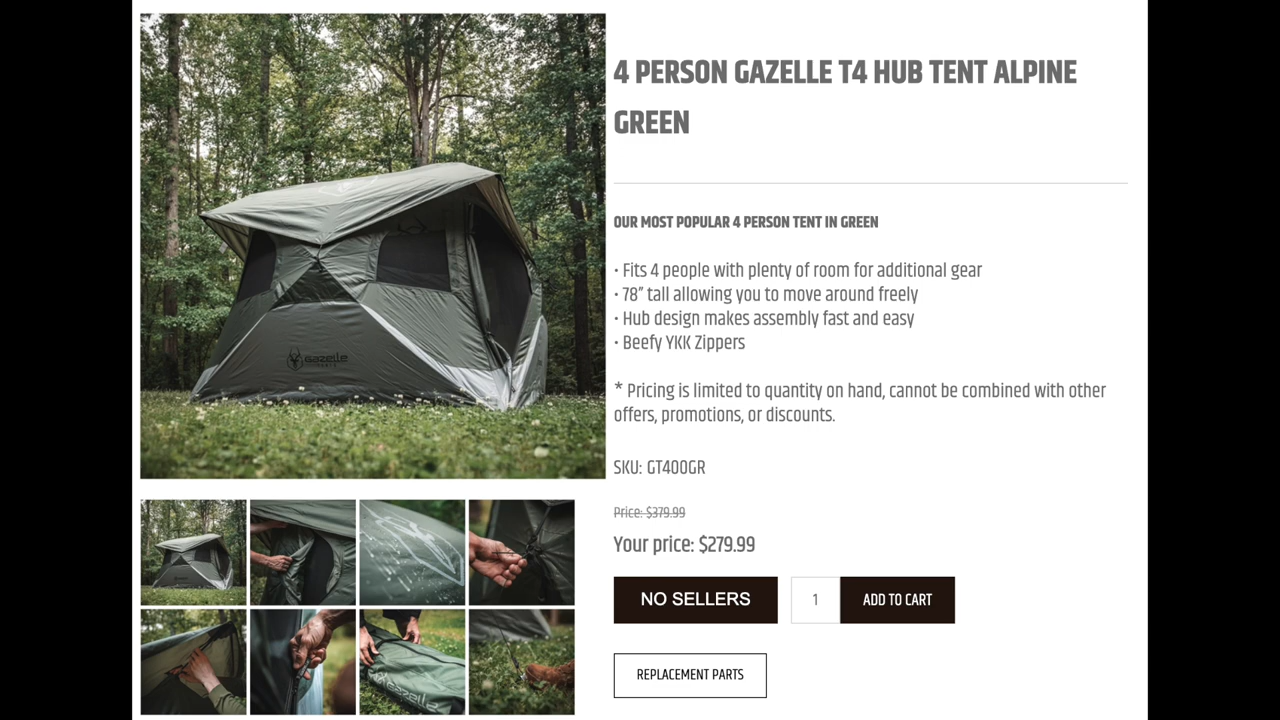 4 PERSON GAZELLE T4 HUB TENT ALPINE
GREEN
OUR MOST POPULAR 4 PERSON TENT IN GREEN
• Fits 4 people with plenty of room for additional gear
• 78” tall allowing you to move around freely
• Hub design makes assembly fast and easy
• Beefy YKK Zippers
* Pricing is limited to quantity on hand, cannot be combined with other
offers, promotions, or discounts.
SKU: GT400GR
Price: $379.99
Your price: $279.99
NO SELLERS
1
ADD TO CART
REPLACEMENT PARTS
Gazelle
TENTS
Gazelle